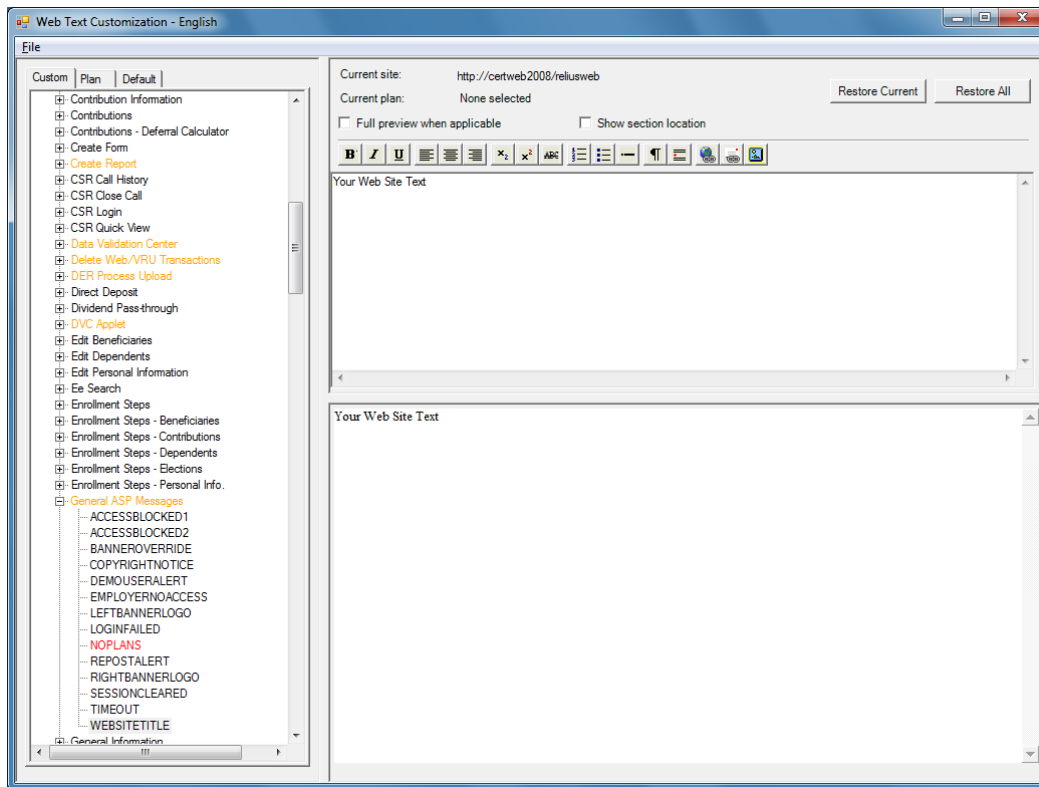 Web Text Customization - English
File
Custom Plan Default
Contribution Information
Contributions
Contributions - Deferral Calculator
Create Form
Create Report
CSR Call History
CSR Close Call
CSR Login
CSR Quick View
Data Validation Center
Delete Web/VRU Transactions
DER Process Upload
Direct Deposit
Dividend Pass-through
DVC Applet
Edit Beneficiaries
Edit Dependents
Edit Personal Information
Ee Search
Enrollment Steps
Enrollment Steps - Beneficiaries
Enrollment Steps - Contributions
Enrollment Steps - Dependents
Enrollment Steps - Elections
Enrollment Steps - Personal Info.
General ASP Messages
ACCESSBLOCKED1
ACCESSBLOCKED2
BANNEROVERRIDE
COPYRIGHTNOTICE
DEMOUSERALERT
EMPLOYERNOACCESS
LEFTBANNERLOGO
LOGINFAILED
NOPLANS
REPOSTALERT
RIGHTBANNERLOGO
SESSIONCLEARED
TIMEOUT
WEBSITETITLE
General Information
Current site: http://certweb2008/reliusweb
Current plan: None selected
Restore Current Restore All
Full preview when applicable Show section location
B I U x₂ x² ABC
Your Web Site Text
Your Web Site Text